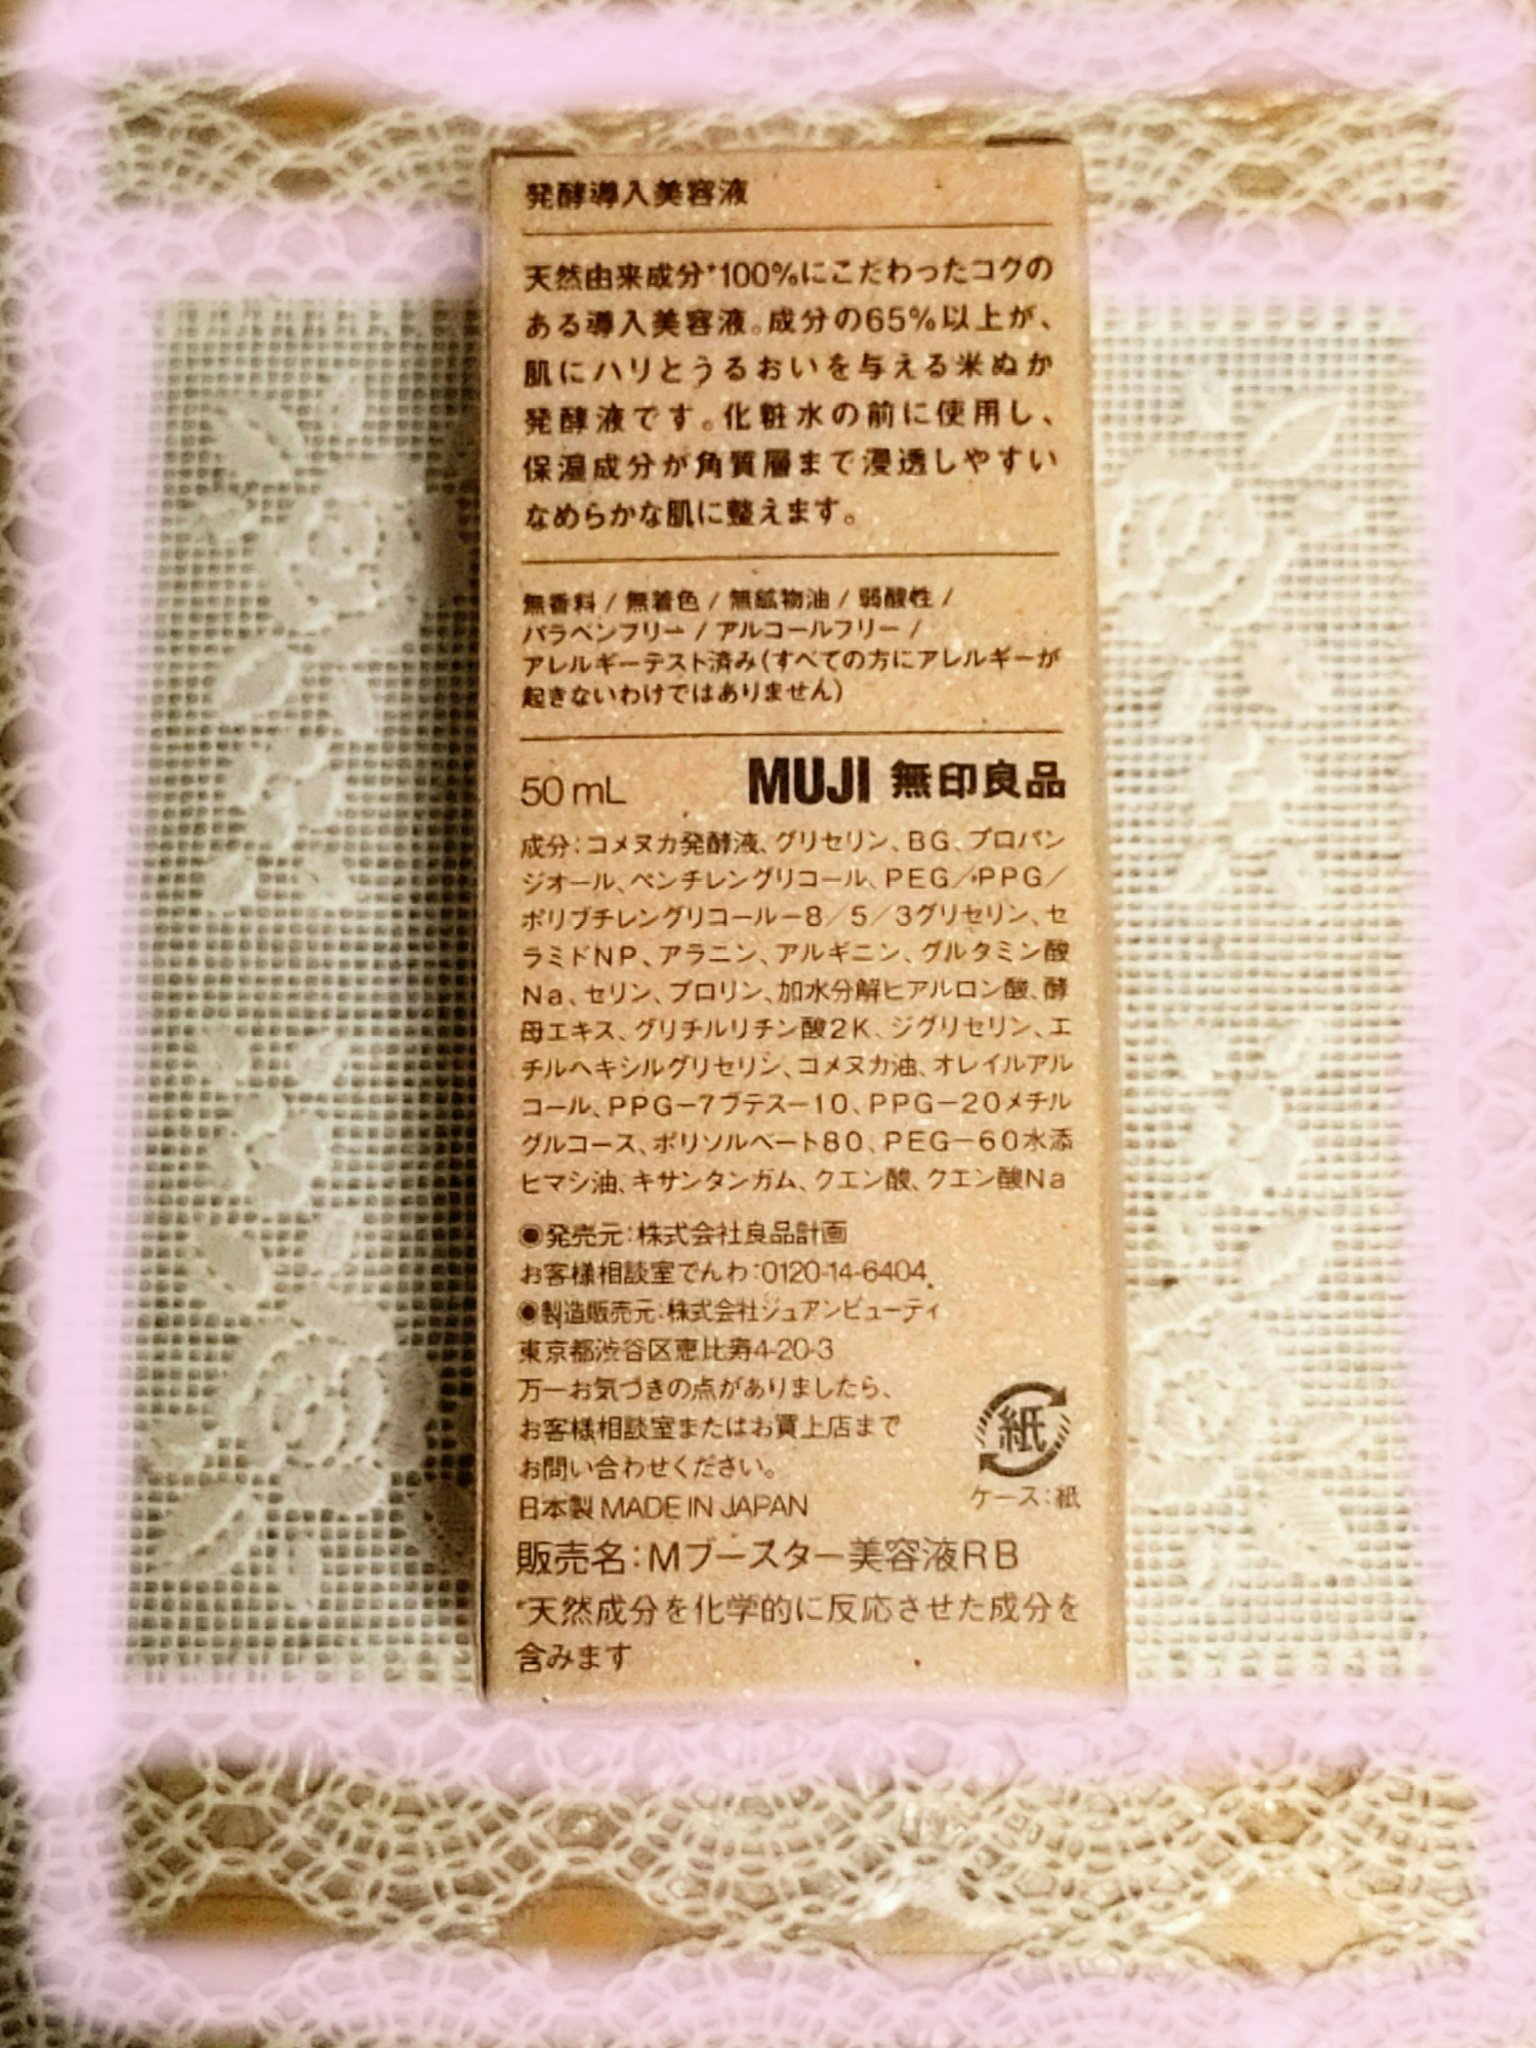 発酵導入美容液
天然由来成分*100%にこだわったコクの
ある導入美容液。成分の65%以上が、
肌にハリとうるおいを与える米ぬか
発酵液です。化粧水の前に使用し、
保湿成分が角質層まで浸透しやすい
なめらかな肌に整えます。
無香料 / 無着色 / 無鉱物油 / 弱酸性 /
パラベンフリー / アルコールフリー /
アレルギーテスト済み(すべての方にアレルギーが
起きないわけではありません)
50mL MUJI 無印良品
成分:コメヌカ発酵液、グリセリン、BG、プロパン
ジオール、ペンチレングリコール、PEG/PPG/
ポリブチレングリコール-8/5/3グリセリン、セ
ラミドNP、アラニン、アルギニン、グルタミン酸
Na、セリン、プロリン、加水分解ヒアルロン酸、酵
母エキス、グリチルリチン酸2K、ジグリセリン、エ
チルヘキシルグリセリン、コメヌカ油、オレイルアル
コール、PPG-7ブテス-10、PPG-20メチル
グルコース、ポリソルベート80、PEG-60水添
ヒマシ油、キサンタンガム、クエン酸、クエン酸Na
◉発売元:株式会社良品計画
お客様相談室でんわ:0120-14-6404
◉製造販売元:株式会社ジュアンビューティ
東京都渋谷区恵比寿4-20-3
万一お気づきの点がありましたら、
お客様相談室またはお買上店まで
お問い合わせください。
日本製 MADE IN JAPAN
紙
ケース:紙
販売名:Mブースター美容液RB
*天然成分を化学的に反応させた成分を
含みます